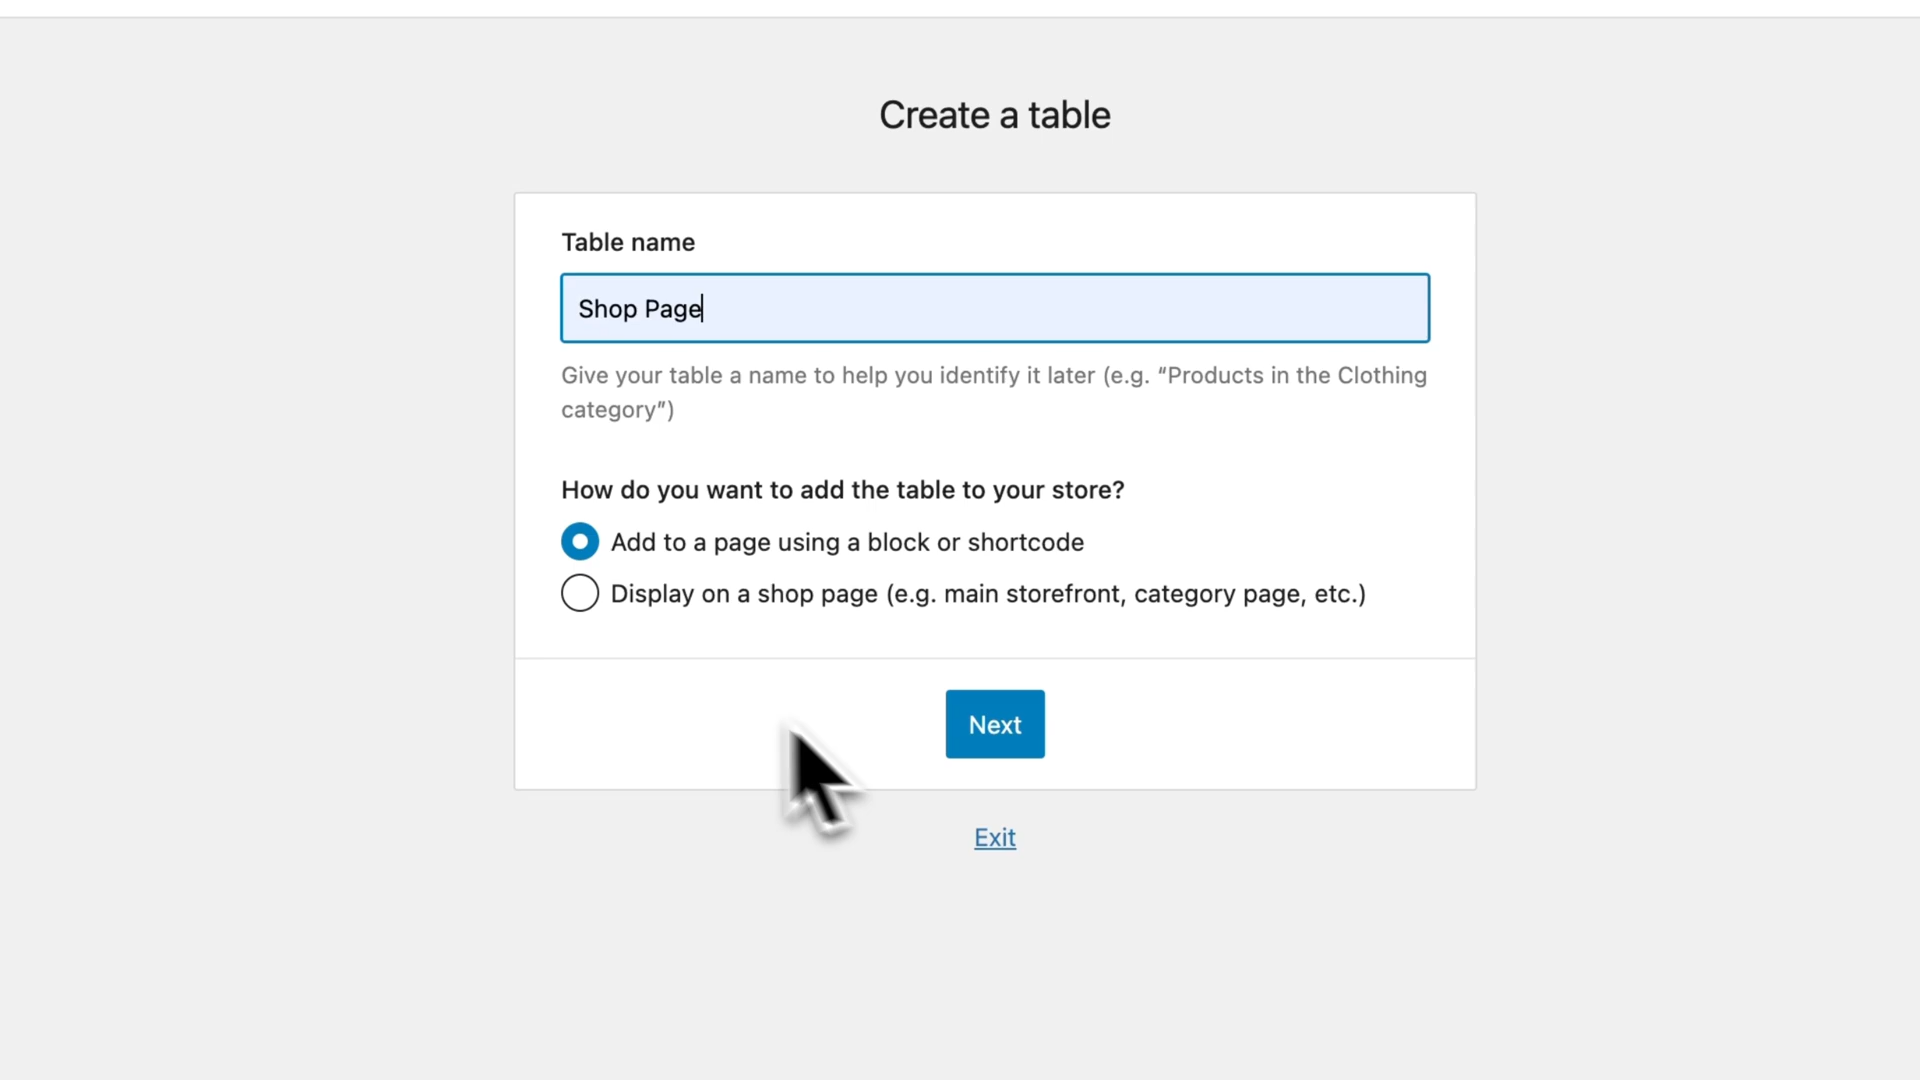 Create a table
Table name
Shop Page
Give your table a name to help you identify it later (e.g. “Products in the Clothing
category”)
How do you want to add the table to your store?
Add to a page using a block or shortcode
Display on a shop page (e.g. main storefront, category page, etc.)
Next
Exit